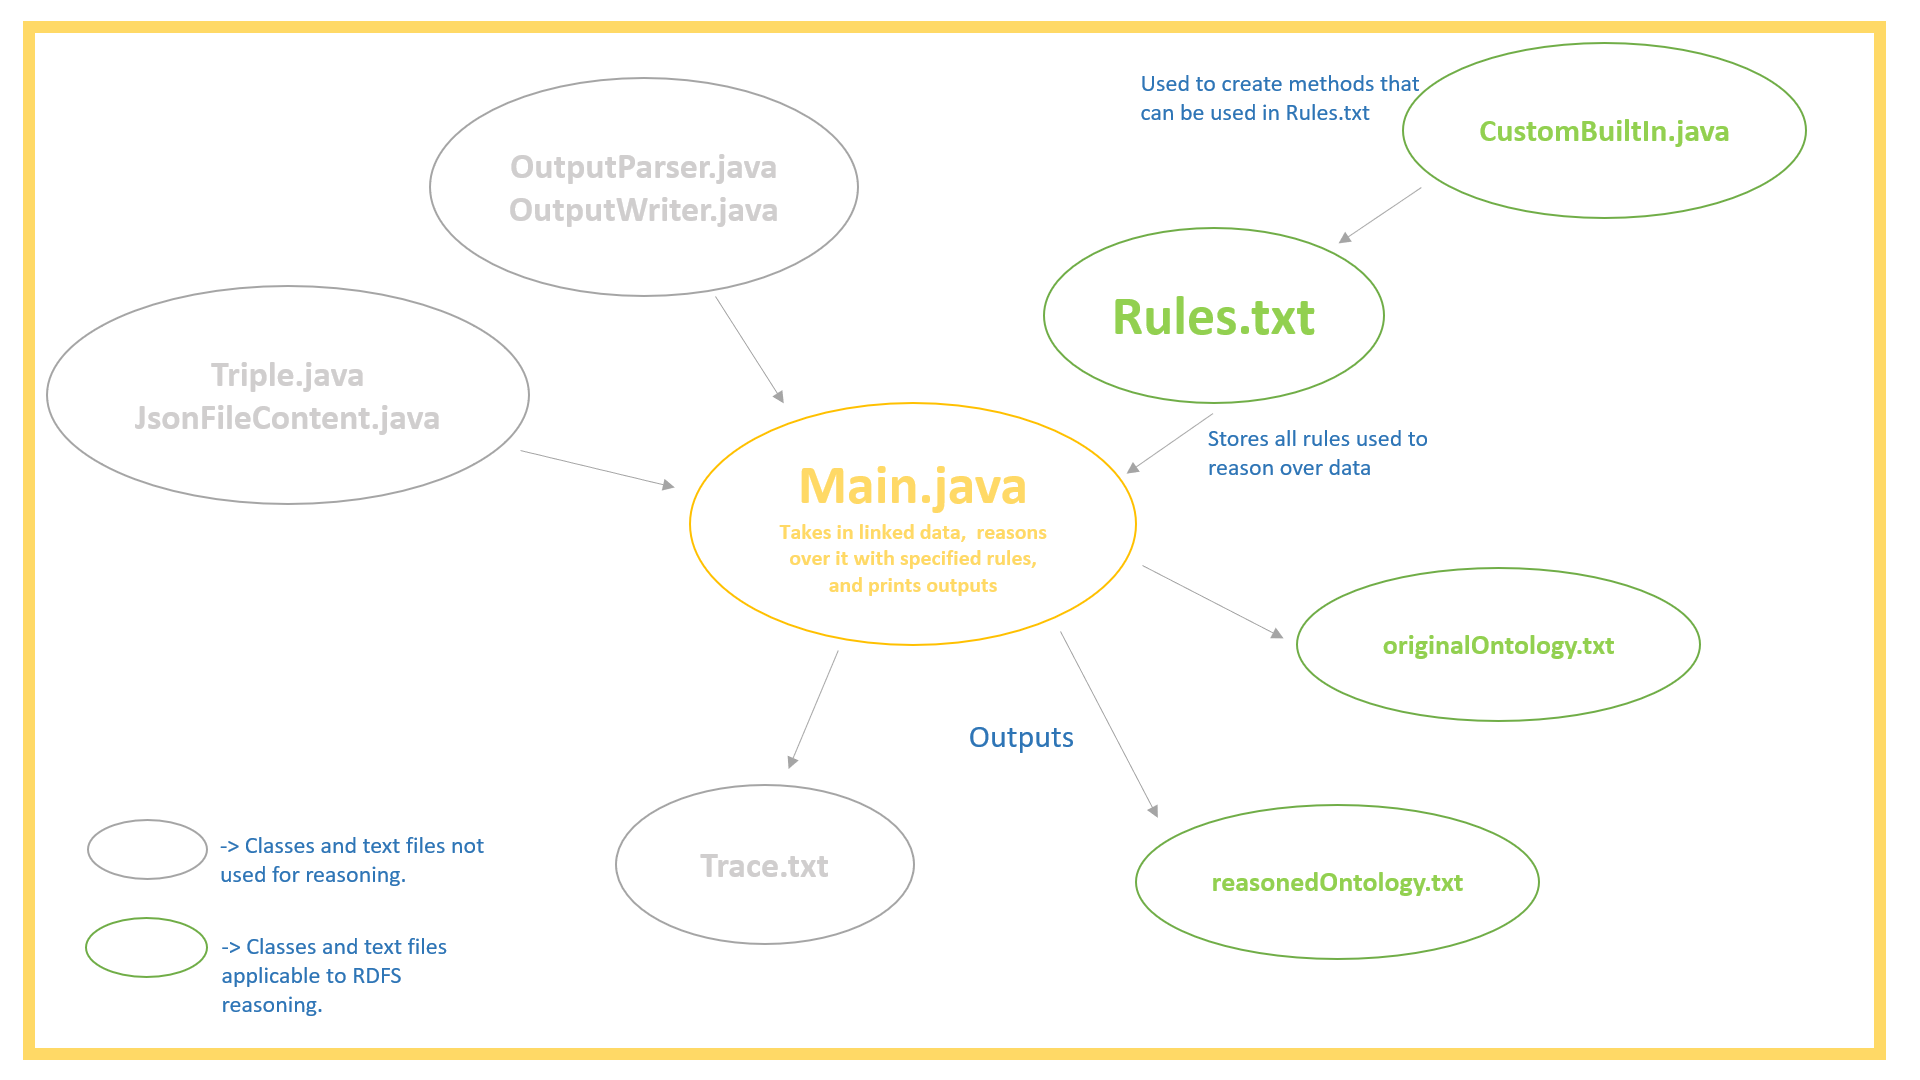 Used to create methods that
can be used in Rules.txt
CustomBuiltIn.java
OutputParser.java
OutputWriter.java
Rules.txt
Triple.java
JsonFileContent.java
Stores all rules used to
reason over data
Main.java
Takes in linked data, reasons
over it with specified rules,
and prints outputs
originalOntology.txt
Outputs
Trace.txt
reasonedOntology.txt
-> Classes and text files not
used for reasoning.
-> Classes and text files
applicable to RDFS
reasoning.